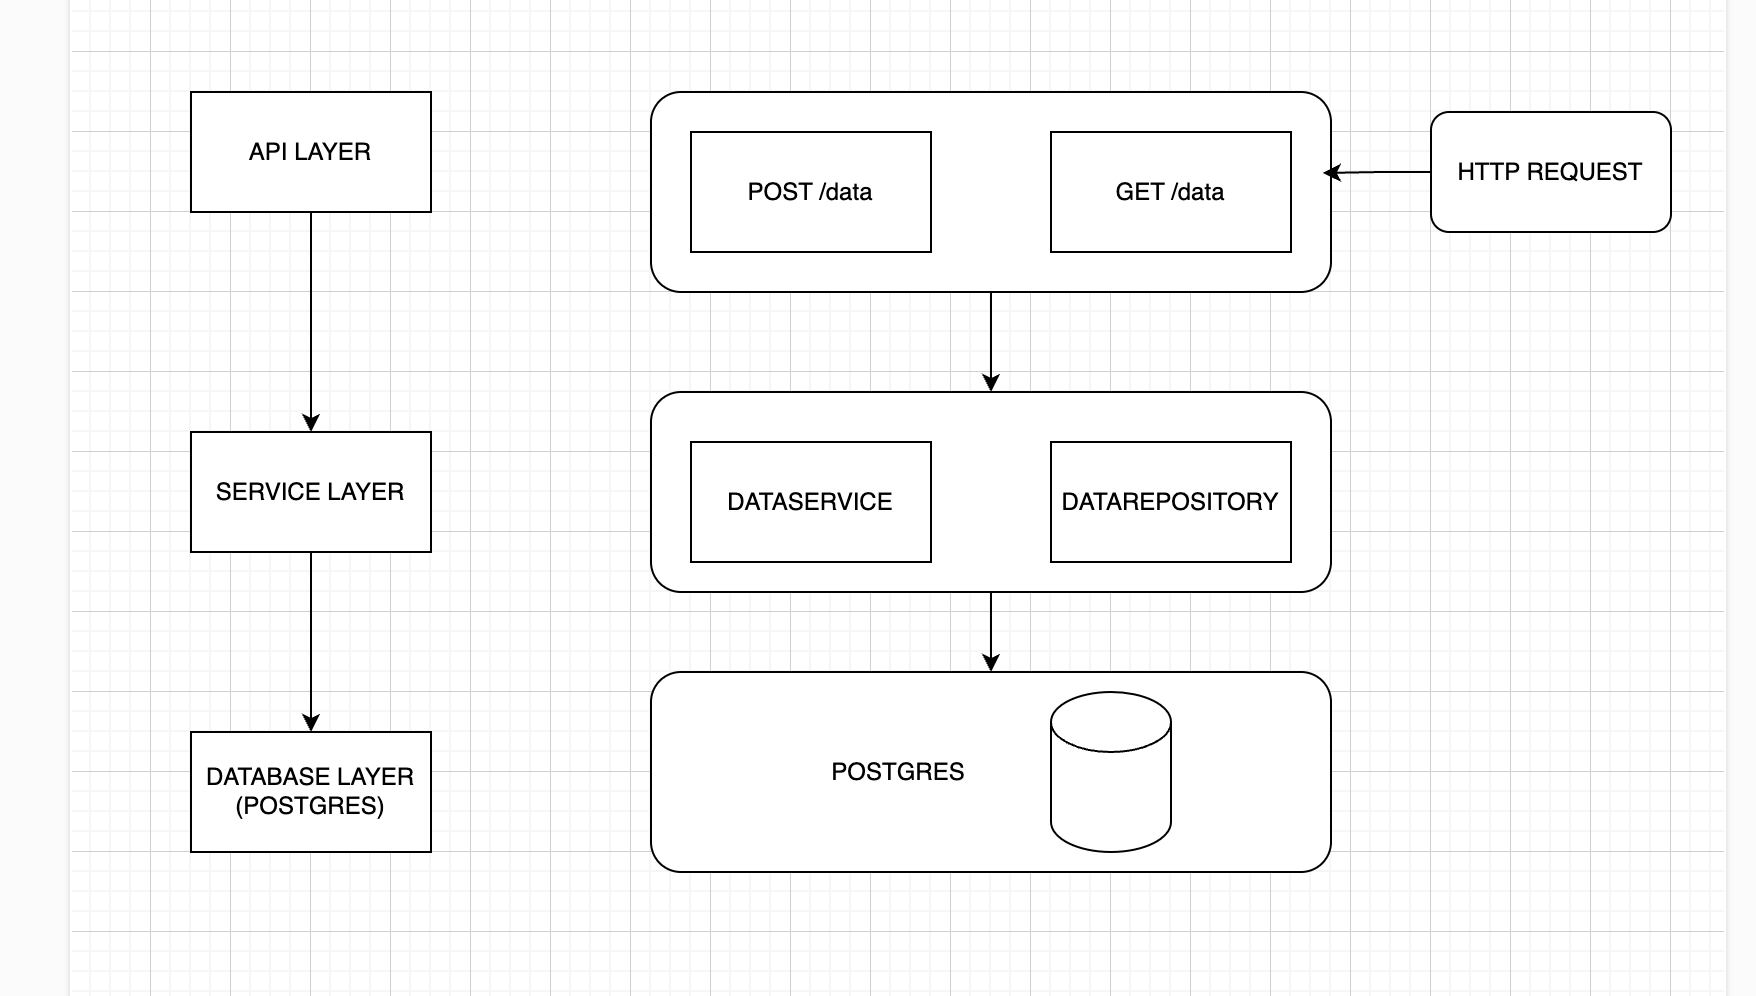 API LAYER
POST /data
GET /data
HTTP REQUEST
SERVICE LAYER
DATASERVICE
DATAREPOSITORY
DATABASE LAYER
(POSTGRES)
POSTGRES